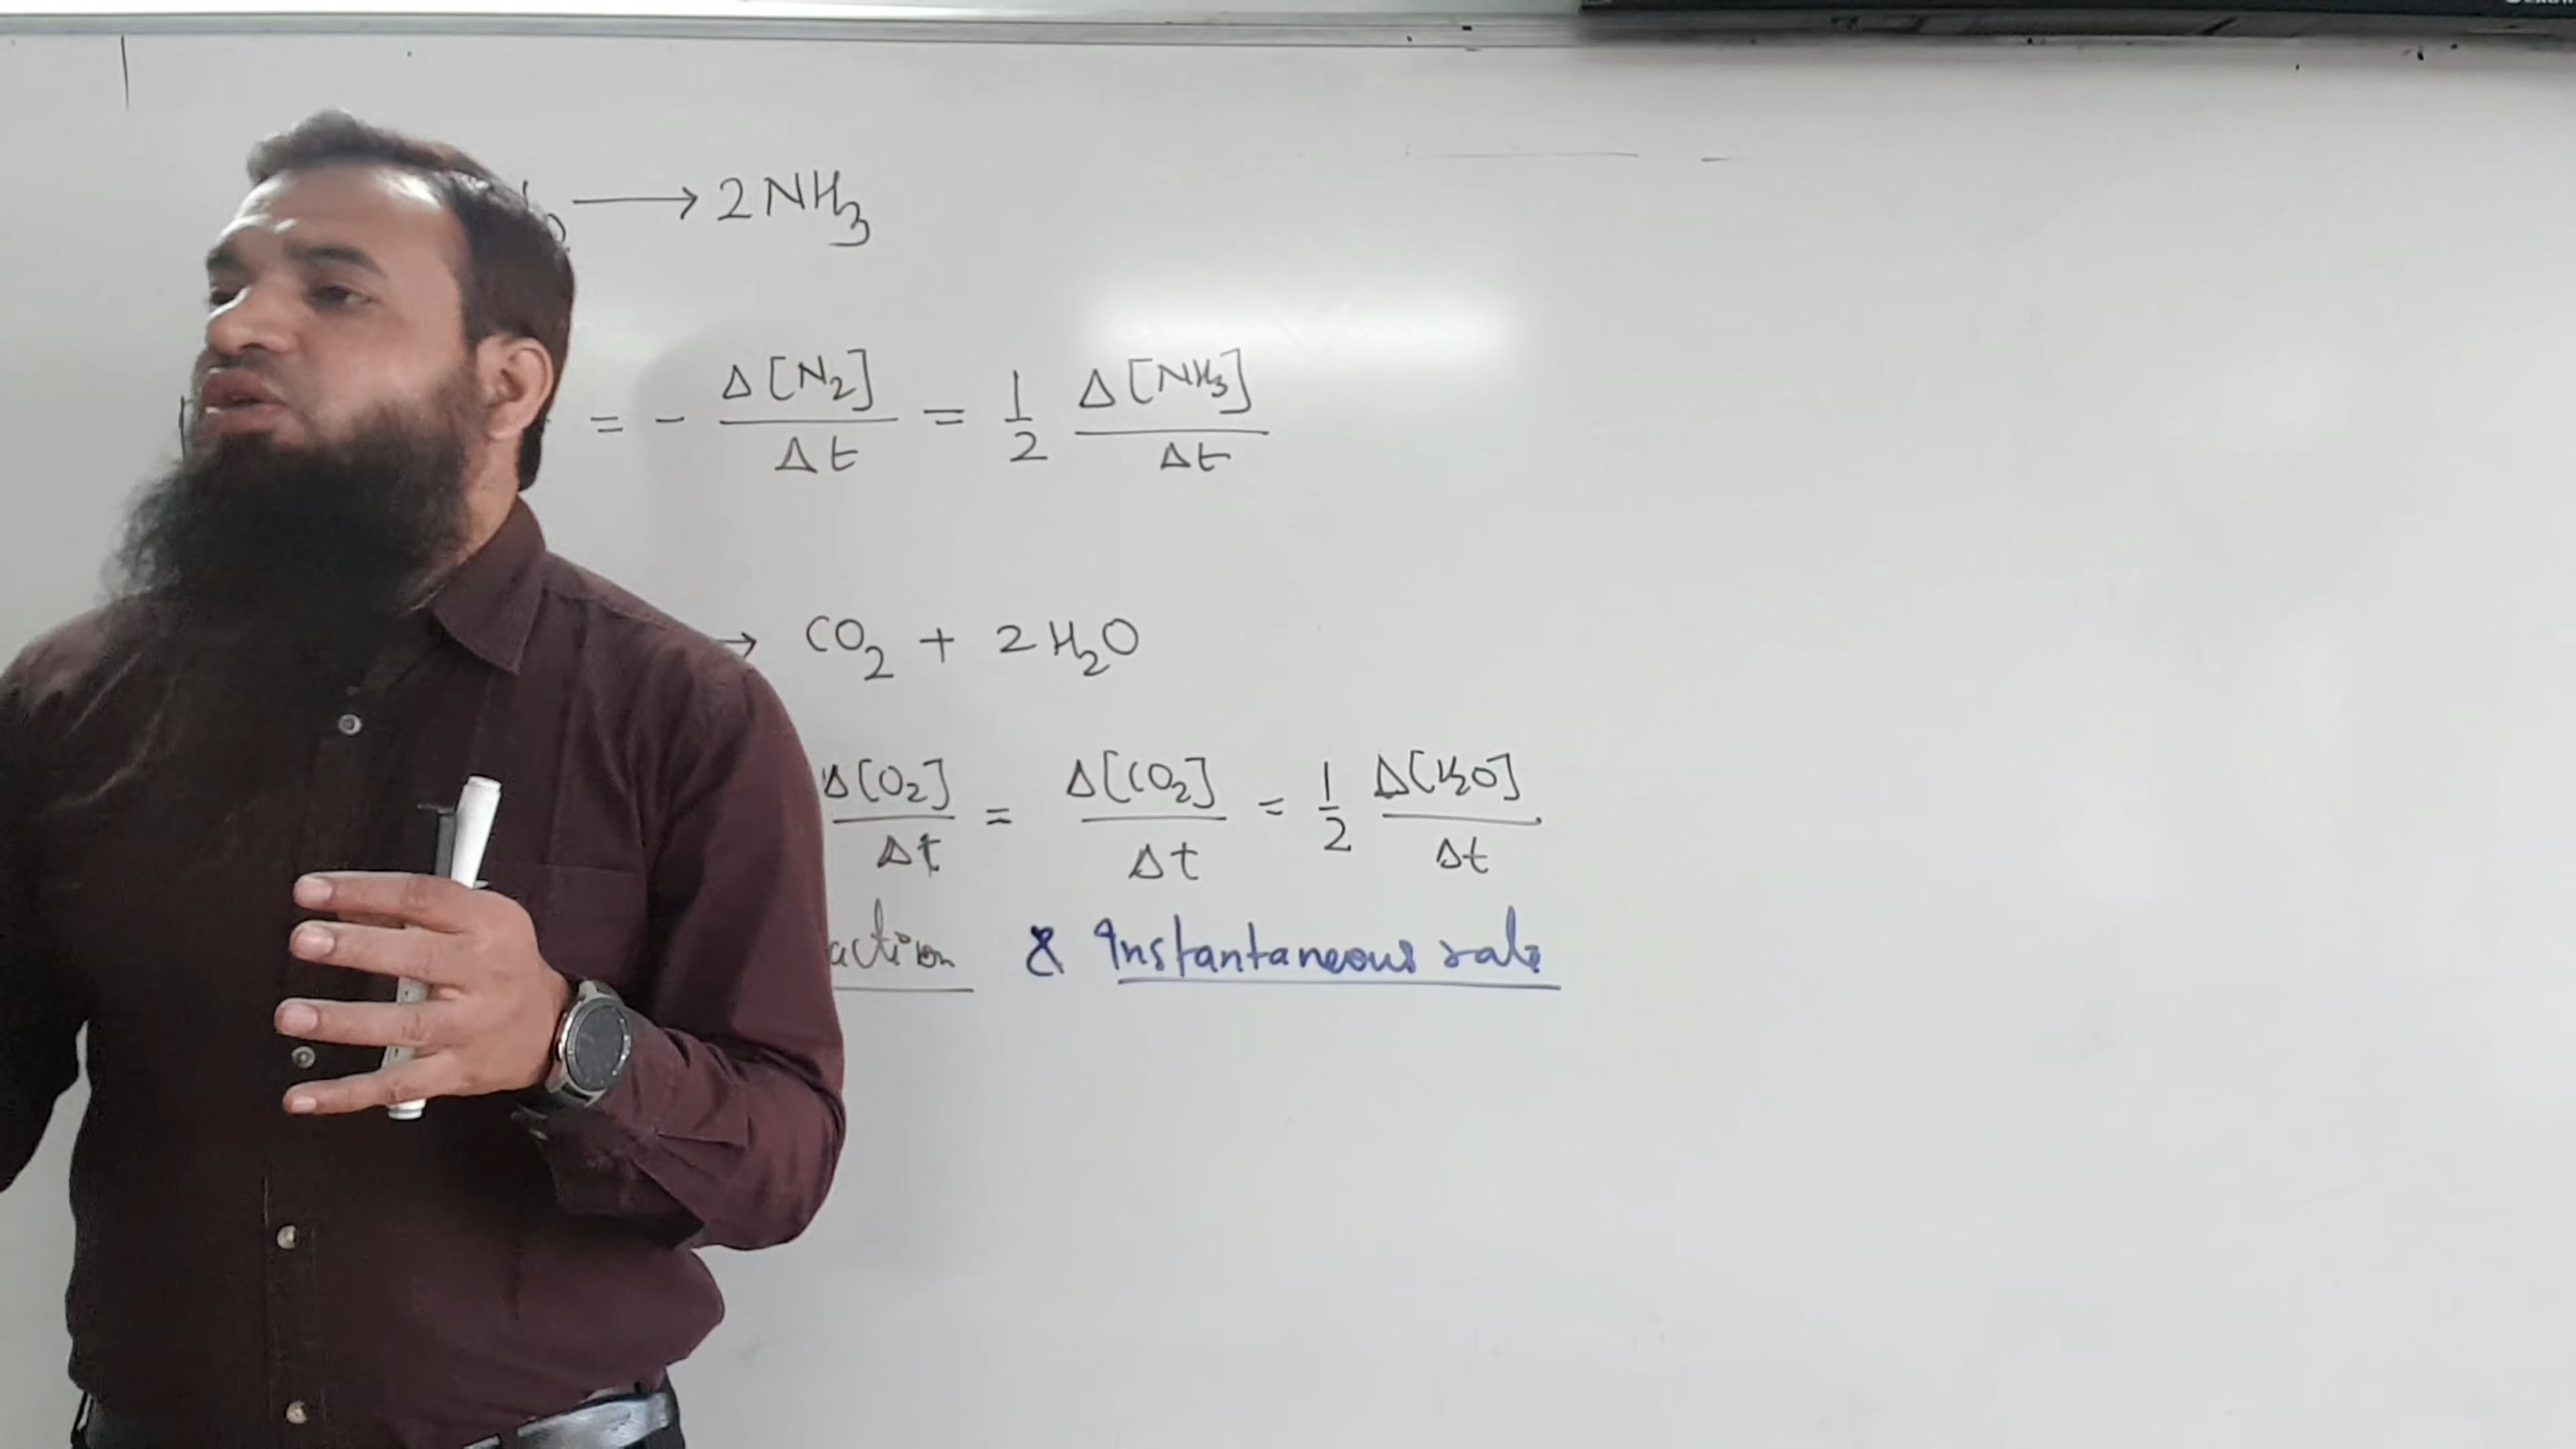 ⟶ 2NH₃
= - Δ[N₂]/Δt = 1/2 Δ[NH₃]/Δt
→ CO₂ + 2H₂O
Δ[O₂]/Δt = Δ[CO₂]/Δt = 1/2 Δ[H₂O]/Δt
action & Instantaneous rate